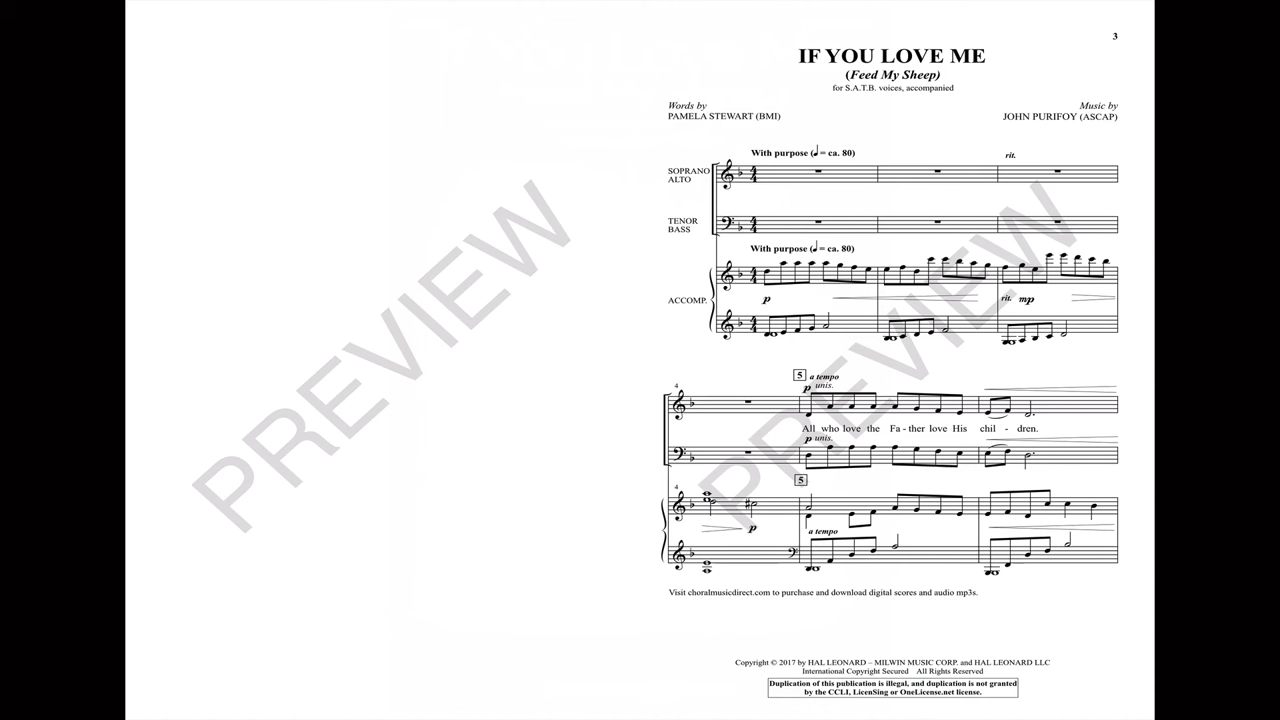 3
IF YOU LOVE ME
(Feed My Sheep)
for S.A.T.B. voices, accompanied
Words by
PAMELA STEWART (BMI)
Music by
JOHN PURIFOY (ASCAP)
With purpose (♩ = ca. 80)
rit.
SOPRANO
ALTO
TENOR
BASS
With purpose (♩ = ca. 80)
ACCOMP.
p
rit. mp
4
5 a tempo
p unis.
All who love the Fa - ther love His chil - dren.
p unis.
5
4
p
a tempo
Visit choralmusicdirect.com to purchase and download digital scores and audio mp3s.
Copyright © 2017 by HAL LEONARD – MILWIN MUSIC CORP. and HAL LEONARD LLC
International Copyright Secured All Rights Reserved
Duplication of this publication is illegal, and duplication is not granted
by the CCLI, LicenSing or OneLicense.net license.
PREVIEW
PREVIEW